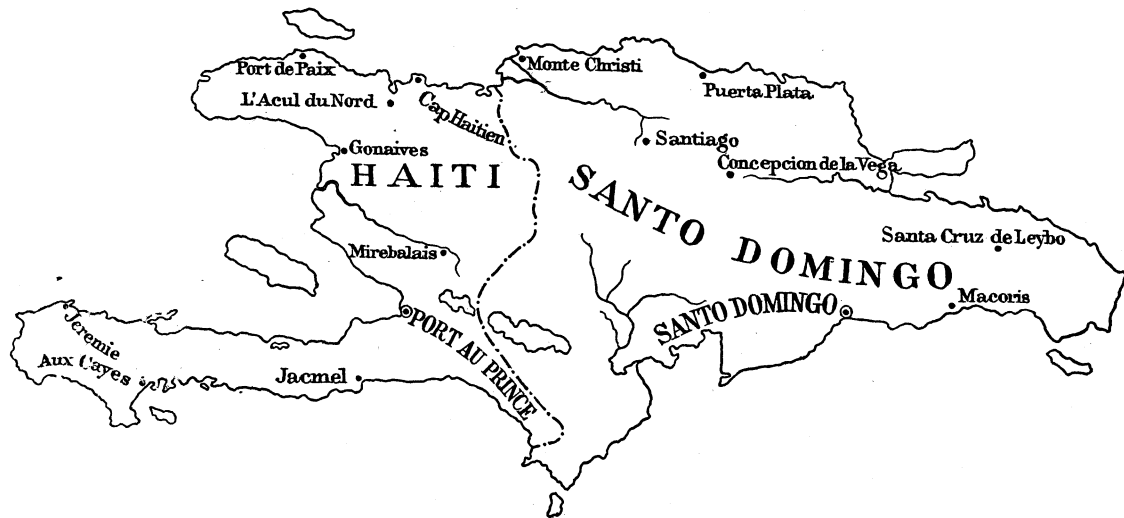 Port de Paix
L'Acul du Nord
Cap Haitien
Gonaives
HAITI
Mirebalais
PORT AU PRINCE
Jeremie
Aux Cayes
Jacmel
Monte Christi
Puerta Plata
Santiago
Concepcion de la Vega
SANTO DOMINGO
Santa Cruz de Leybo
SANTO DOMINGO
Macoris